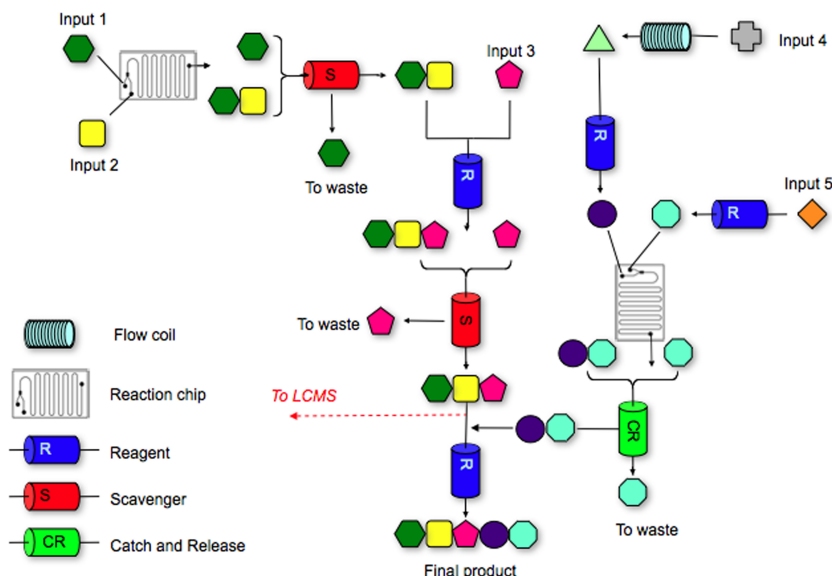 Input 1
Input 2
S
To waste
Input 3
R
Input 4
R
Input 5
R
To waste
S
To LCMS
R
CR
To waste
Final product
Flow coil
Reaction chip
R
Reagent
S
Scavenger
CR
Catch and Release